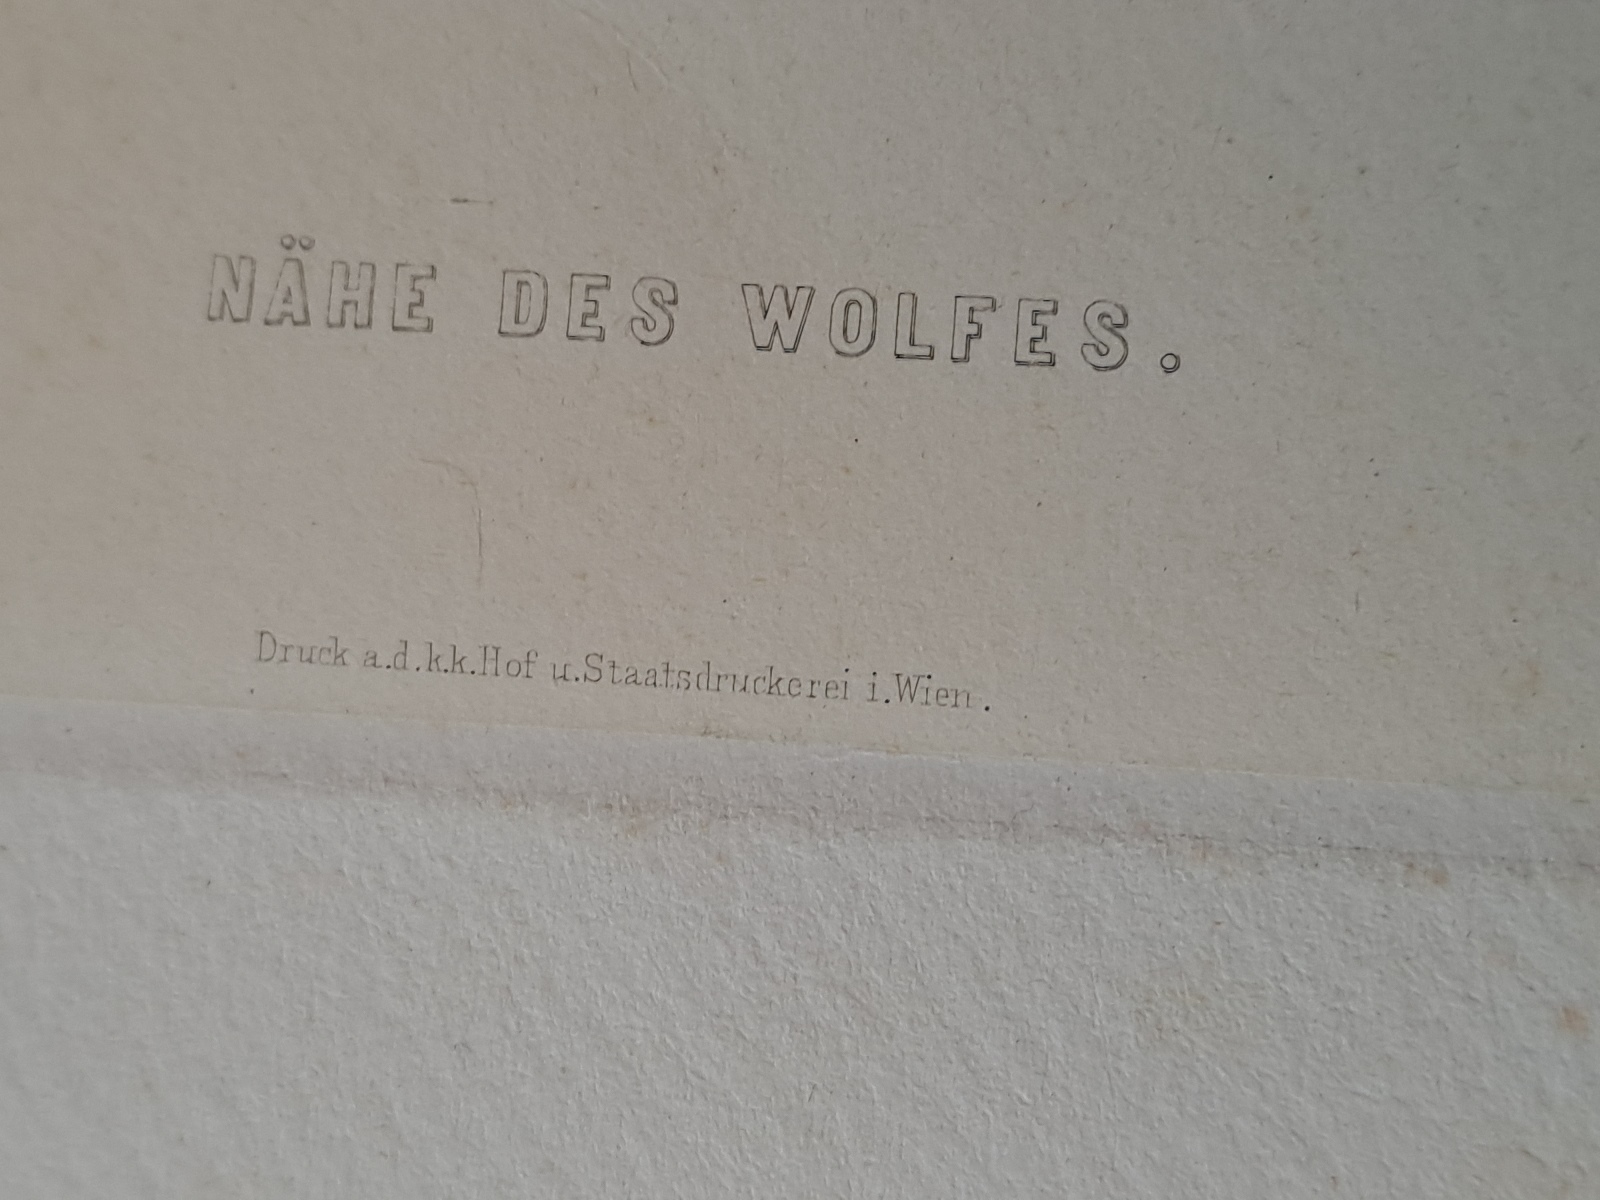 NÄHE DES WOLFES.
Druck a.d.k.k.Hof u.Staatsdruckerei i.Wien.